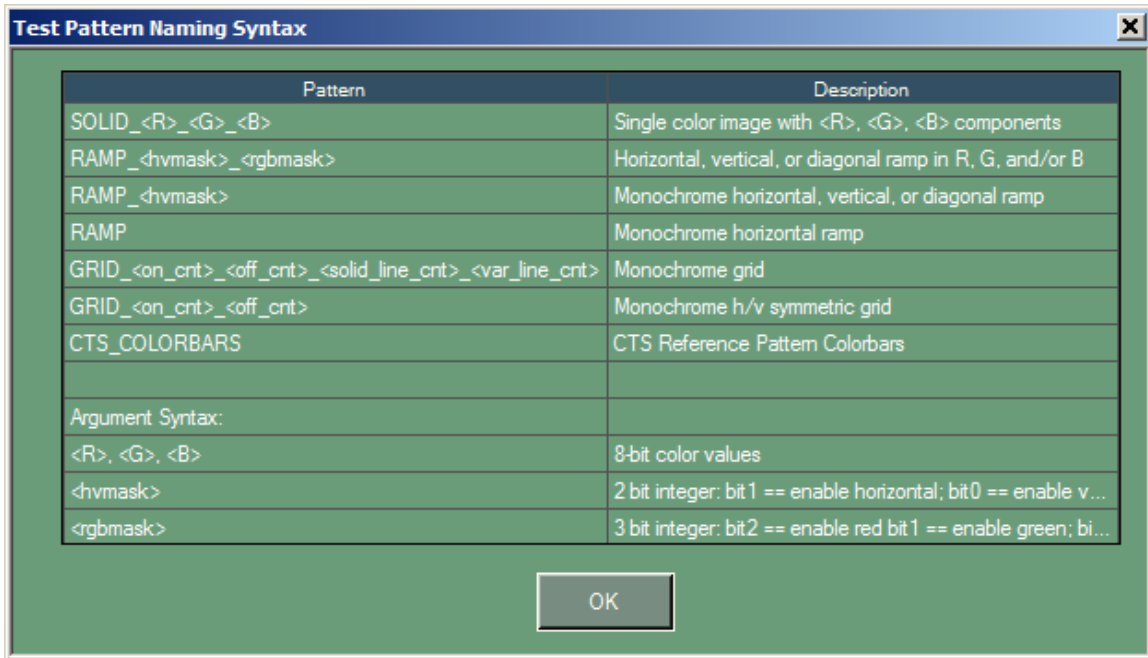 Test Pattern Naming Syntax
Pattern Description
SOLID_<R>_<G>_<B> Single color image with <R>, <G>, <B> components
RAMP_<hvmask>_<rgbmask> Horizontal, vertical, or diagonal ramp in R, G, and/or B
RAMP_<hvmask> Monochrome horizontal, vertical, or diagonal ramp
RAMP Monochrome horizontal ramp
GRID_<on_cnt>_<off_cnt>_<solid_line_cnt>_<var_line_cnt> Monochrome grid
GRID_<on_cnt>_<off_cnt> Monochrome h/v symmetric grid
CTS_COLORBARS CTS Reference Pattern Colorbars
Argument Syntax:
<R>, <G>, <B> 8-bit color values
<hvmask> 2 bit integer: bit1 == enable horizontal; bit0 == enable v...
<rgbmask> 3 bit integer: bit2 == enable red bit1 == enable green; bi...
OK